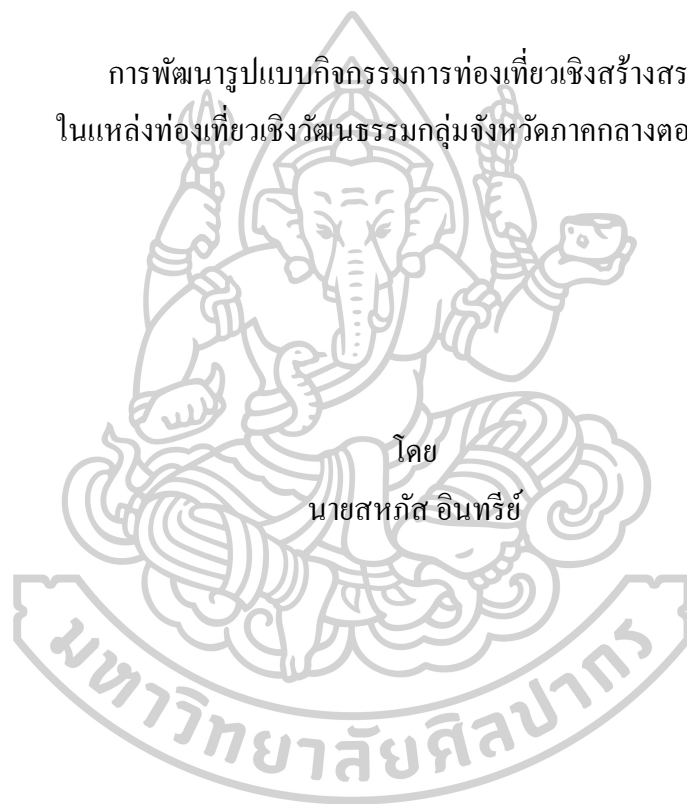 การพัฒนารูปแบบกิจกรรมการท่องเที่ยวเชิงสร้างสร
ในแหล่งท่องเที่ยวเชิงวัฒนธรรมกลุ่มจังหวัดภาคกลางตอ
โดย
นายสหภัส อินทรีย์
มหาวิทยาลัยศิลปากร